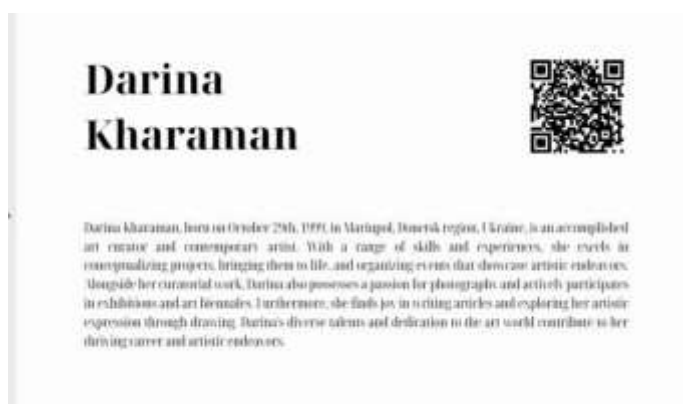 Darina
Kharaman
Darina Kharaman, born on October 29th, 1999, in Mariupol, Donetsk region, Ukraine, is an accomplished
art curator and contemporary artist. With a range of skills and experiences, she excels in
conceptualizing projects, bringing them to life, and organizing events that showcase artistic endeavors.
Alongside her curatorial work, Darina also possesses a passion for photography and actively participates
in exhibitions and art biennales. Furthermore, she finds joy in writing articles and exploring her artistic
expression through drawing. Darina's diverse talents and dedication to the art world contribute to her
thriving career and artistic endeavors.